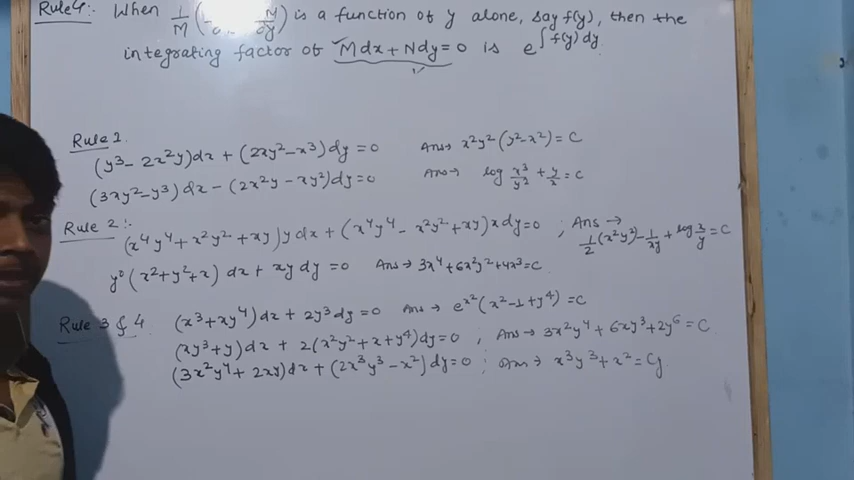 Rule 4:- When 1/M ( N/∂y) is a function of y alone, say f(y), then the
integrating factor of Mdx + Ndy = 0 is e^∫f(y)dy
Rule 1.
(y³ - 2x²y)dx + (2xy² - x³)dy = 0 Ans→ x²y²(y² - x²) = C
(3xy² - y³)dx - (2x²y - xy²)dy = 0 Ans→ log x³/y² + y/x = C
Rule 2:-
(x⁴y⁴ + x²y² + xy)ydx + (x⁴y⁴ - x²y² + xy)xdy = 0 ; Ans → ½(x²y²) - 1/xy + log x/y = C
(x² + y² + x)dx + xydy = 0 Ans→ 3x⁴ + 6x²y² + 4x³ = C
Rule 3 & 4 (x³ + xy⁴)dx + 2y³dy = 0 Ans→ e^x²(x² - 1 + y⁴) = C
(xy³ + y)dx + 2(x²y² + x + y⁴)dy = 0 ; Ans→ 3x²y⁴ + 6xy³ + 2y⁶ = C
(3x²y⁴ + 2xy)dx + (2x³y³ - x²)dy = 0 ; Ans→ x³y³ + x² = Cy